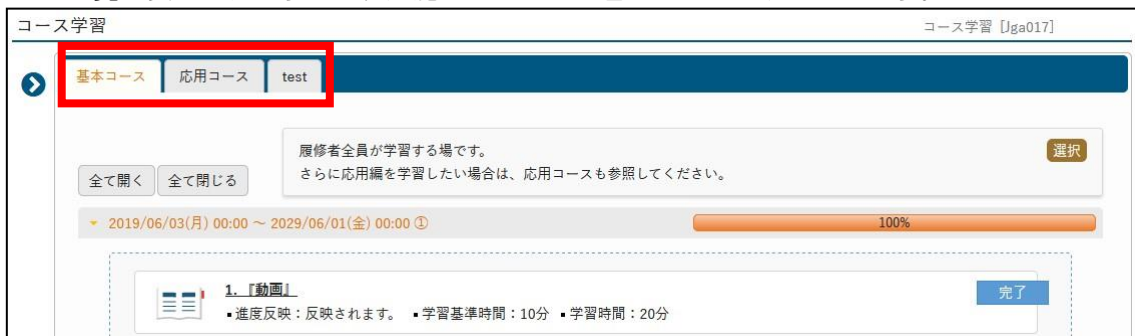 コース学習 コース学習 [Jga017]
基本コース 応用コース test
履修者全員が学習する場です。 選択
さらに応用編を学習したい場合は、応用コースも参照してください。
全て開く 全て閉じる
2019/06/03(月) 00:00 ～ 2029/06/01(金) 00:00 ① 100%
1. 『動画』 完了
▪進度反映：反映されます。 ▪学習基準時間：10分 ▪学習時間：20分